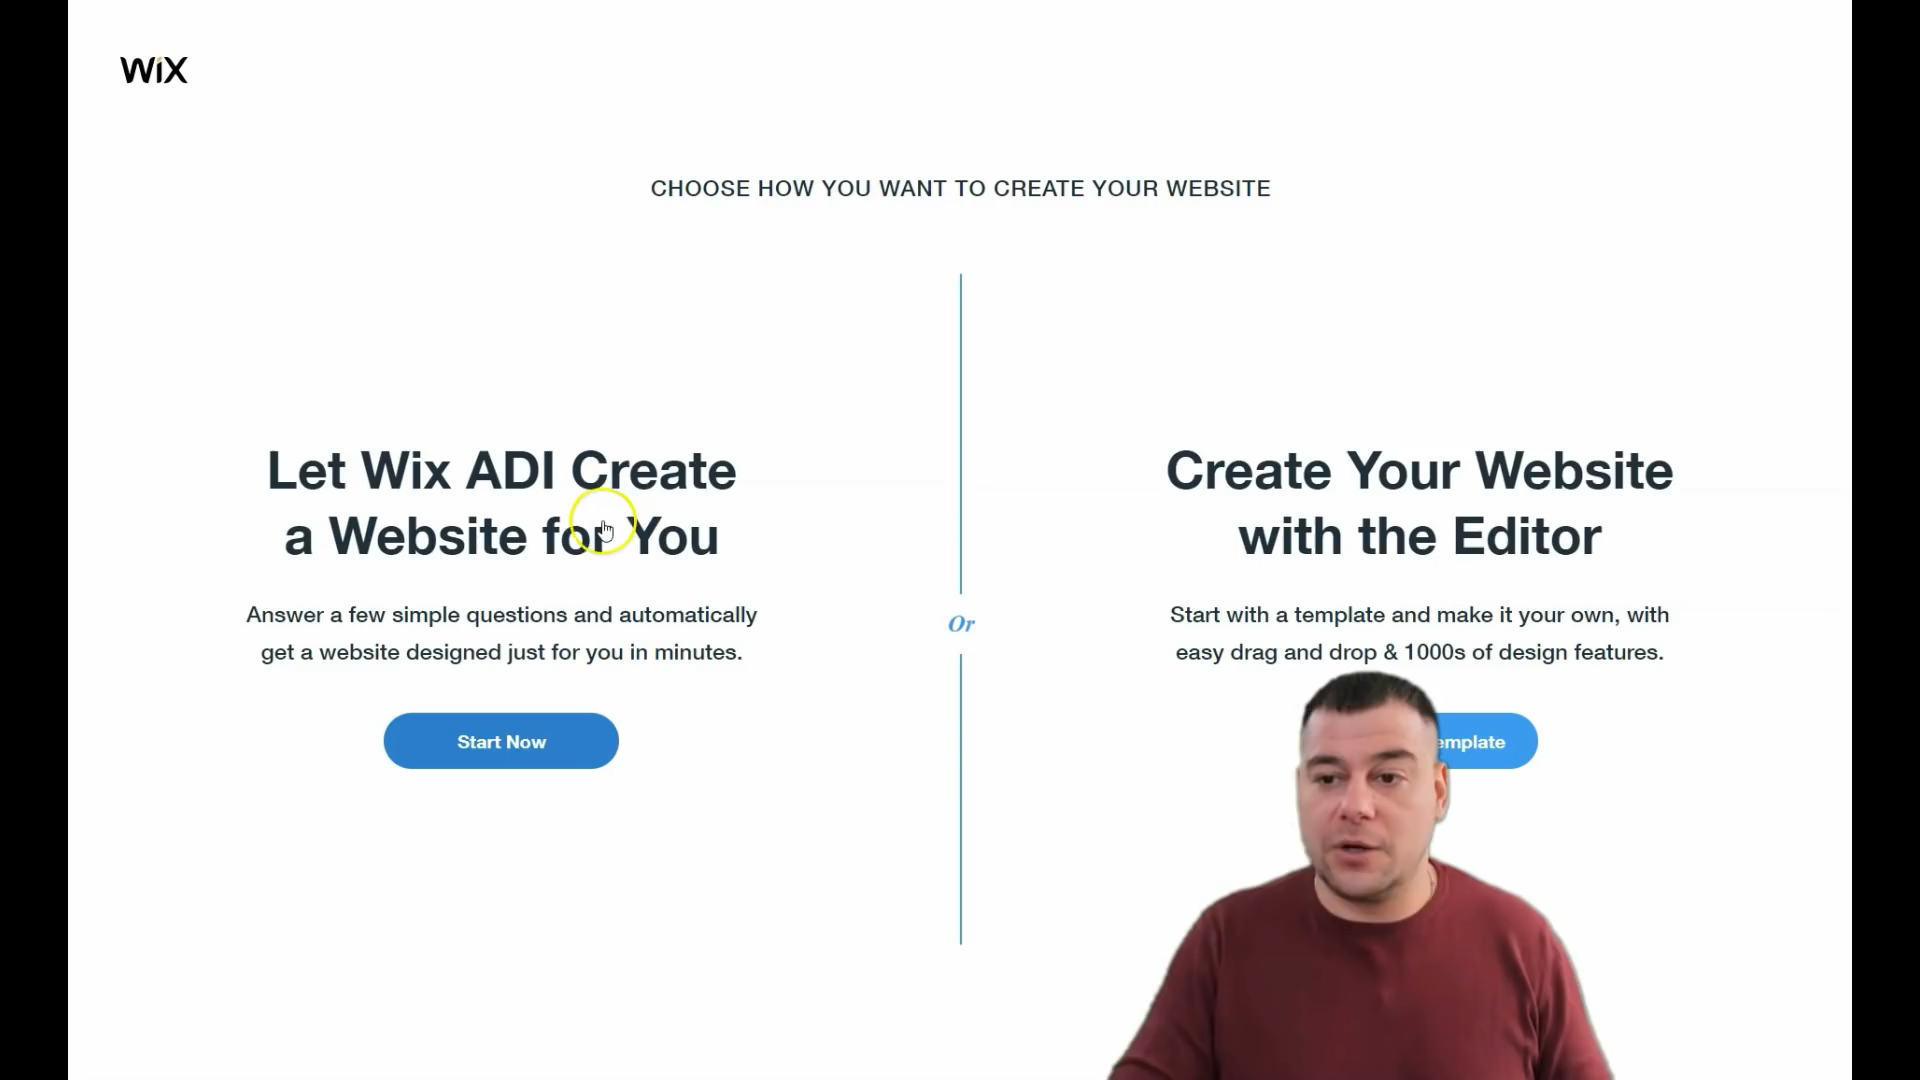 WiX
CHOOSE HOW YOU WANT TO CREATE YOUR WEBSITE
Let Wix ADI Create
a Website for You
Answer a few simple questions and automatically
get a website designed just for you in minutes.
Start Now
Or
Create Your Website
with the Editor
Start with a template and make it your own, with
easy drag and drop & 1000s of design features.